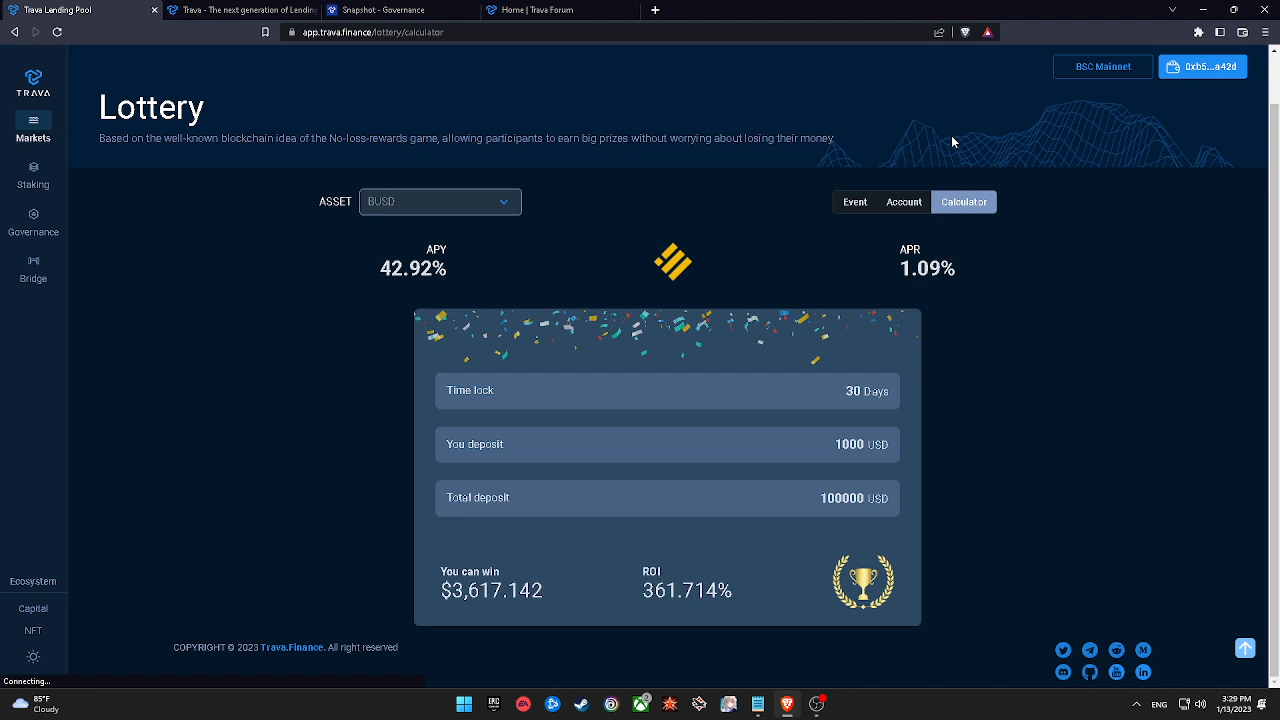 Trava Lending Pool
Trava - The next generation of Lending
Snapshot - Governance
Home | Trava Forum
app.trava.finance/lottery/calculator
TRAVA
BSC Mainnet
0xb5...a42d
Lottery
Based on the well-known blockchain idea of the No-loss-rewards game, allowing participants to earn big prizes without worrying about losing their money.
Markets
Staking
Governance
Bridge
ASSET BUSD
Event Account Calculator
APY
42.92%
APR
1.09%
Time lock 30 Days
You deposit 1000 USD
Total deposit 100000 USD
You can win
$3,617.142
ROI
361.714%
Ecosystem
Capital
NFT
COPYRIGHT © 2023 Trava.Finance. All right reserved
Connecting...
85°F
Cloudy
ENG
3:29 PM
1/13/2023